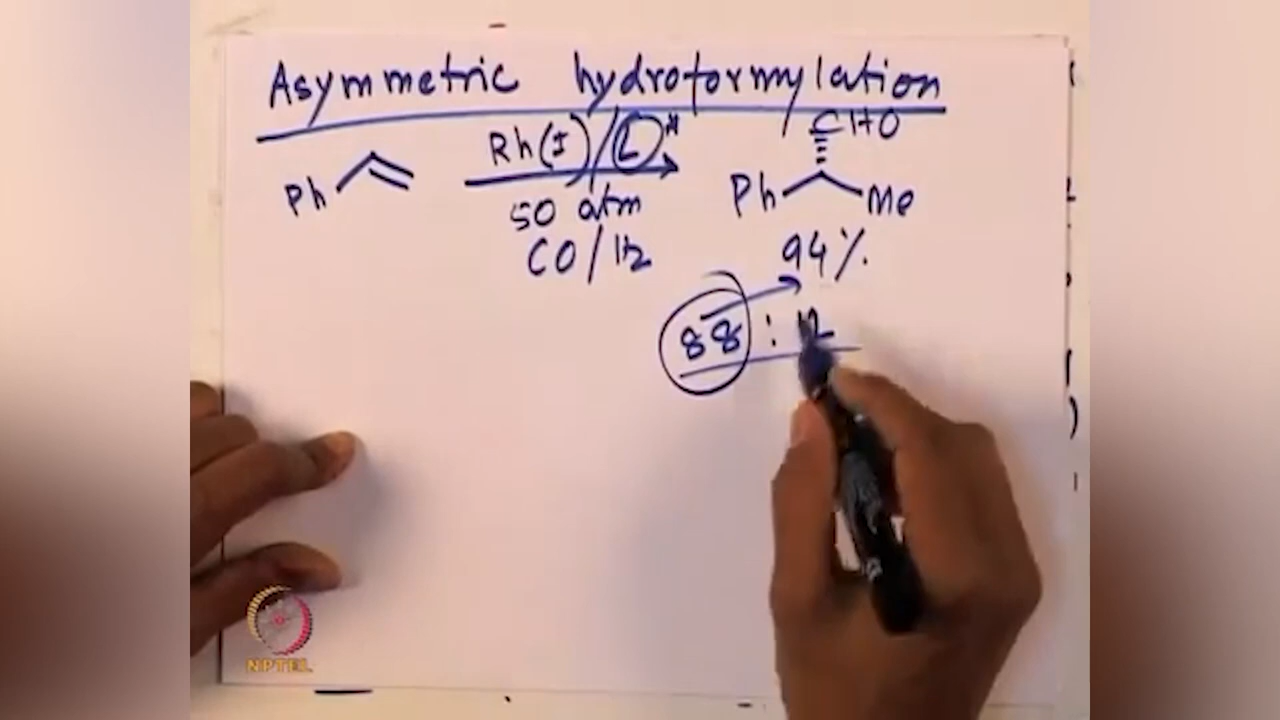 Asymmetric hydroformylation
Ph Rh(I)/L* CHO
Ph Me
50 atm
CO/H2 94%
88 : 12
NPTEL